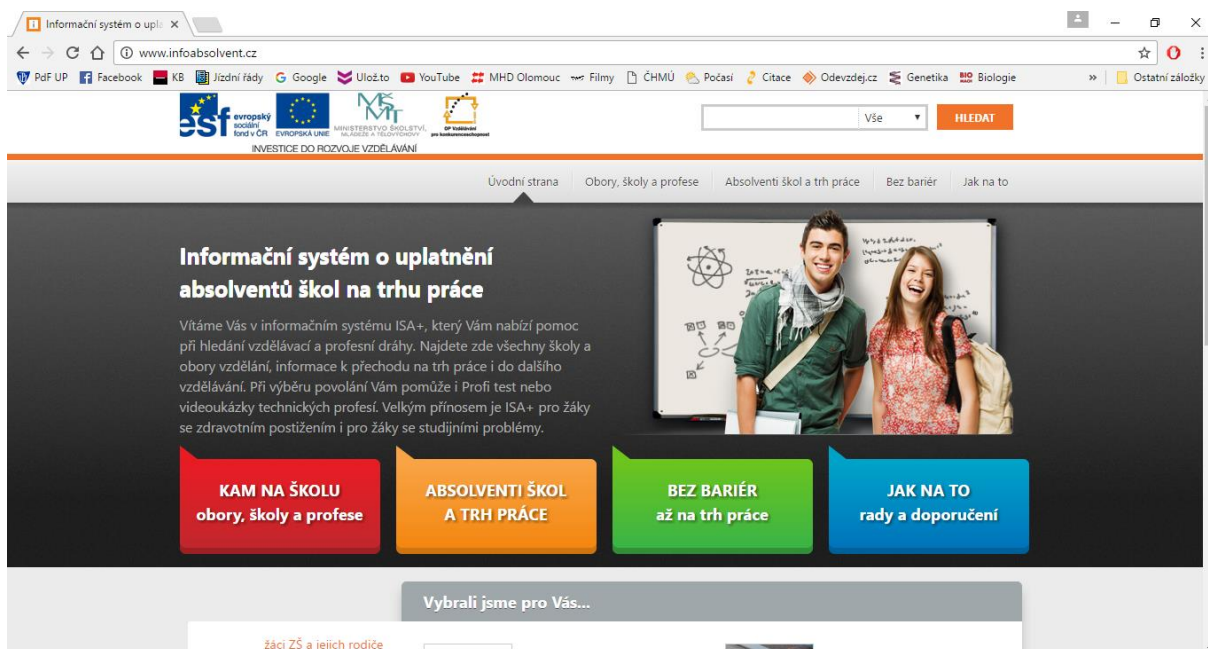 Informační systém o upla
www.infoabsolvent.cz
PdF UP Facebook KB Jízdní řády Google Ulož.to YouTube MHD Olomouc Filmy ČHMÚ Počasí Citace Odevzdej.cz Genetika Biologie » Ostatní záložky
esf evropský sociální fond v ČR EVROPSKÁ UNIE MINISTERSTVO ŠKOLSTVÍ, MLÁDEŽE A TĚLOVÝCHOVY OP Vzdělávání pro konkurenceschopnost
INVESTICE DO ROZVOJE VZDĚLÁVÁNÍ
Vše HLEDAT
Úvodní strana Obory, školy a profese Absolventi škol a trh práce Bez bariér Jak na to
Informační systém o uplatnění
absolventů škol na trhu práce
Vítáme Vás v informačním systému ISA+, který Vám nabízí pomoc
při hledání vzdělávací a profesní dráhy. Najdete zde všechny školy a
obory vzdělání, informace k přechodu na trh práce i do dalšího
vzdělávání. Při výběru povolání Vám pomůže i Profi test nebo
videoukázky technických profesí. Velkým přínosem je ISA+ pro žáky
se zdravotním postižením i pro žáky se studijními problémy.
KAM NA ŠKOLU
obory, školy a profese
ABSOLVENTI ŠKOL
A TRH PRÁCE
BEZ BARIÉR
až na trh práce
JAK NA TO
rady a doporučení
Vybrali jsme pro Vás...
žáci ZŠ a jejich rodiče